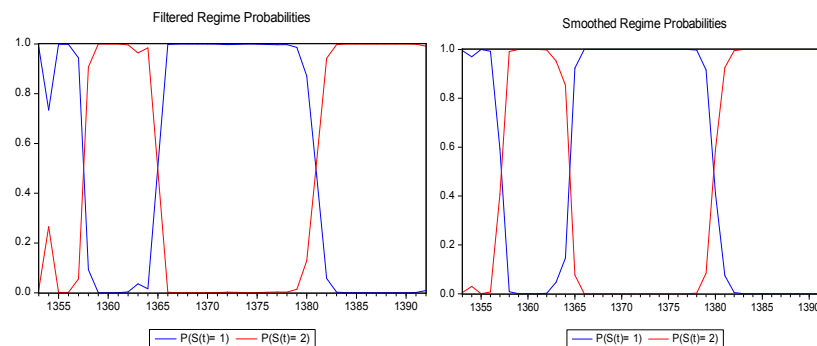 Filtered Regime Probabilities
1.0
0.8
0.6
0.4
0.2
0.0
1355 1360 1365 1370 1375 1380 1385 1390
P(S(t)= 1) P(S(t)= 2)
Smoothed Regime Probabilities
1.0
0.8
0.6
0.4
0.2
0.0
1355 1360 1365 1370 1375 1380 1385 1390
P(S(t)= 1) P(S(t)= 2)